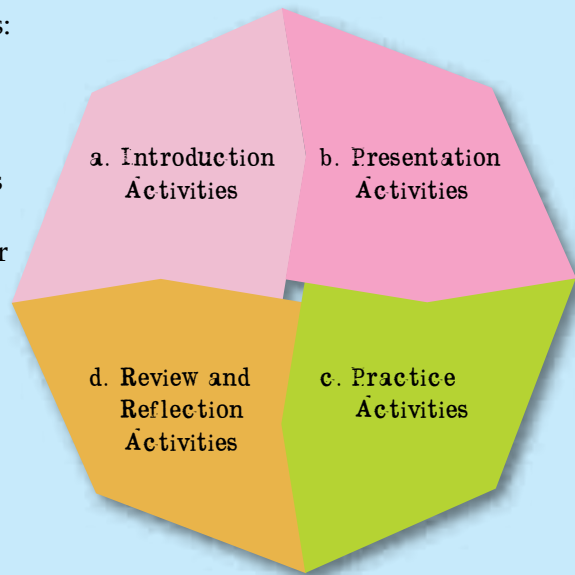 s:
s
r
a. Introduction
Activities
b. Presentation
Activities
d. Review and
Reflection
Activities
c. Practice
Activities